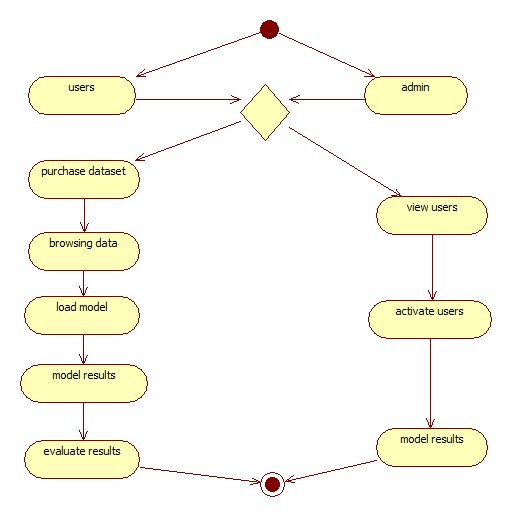 users
admin
purchase dataset
view users
browsing data
load model
activate users
model results
model results
evaluate results